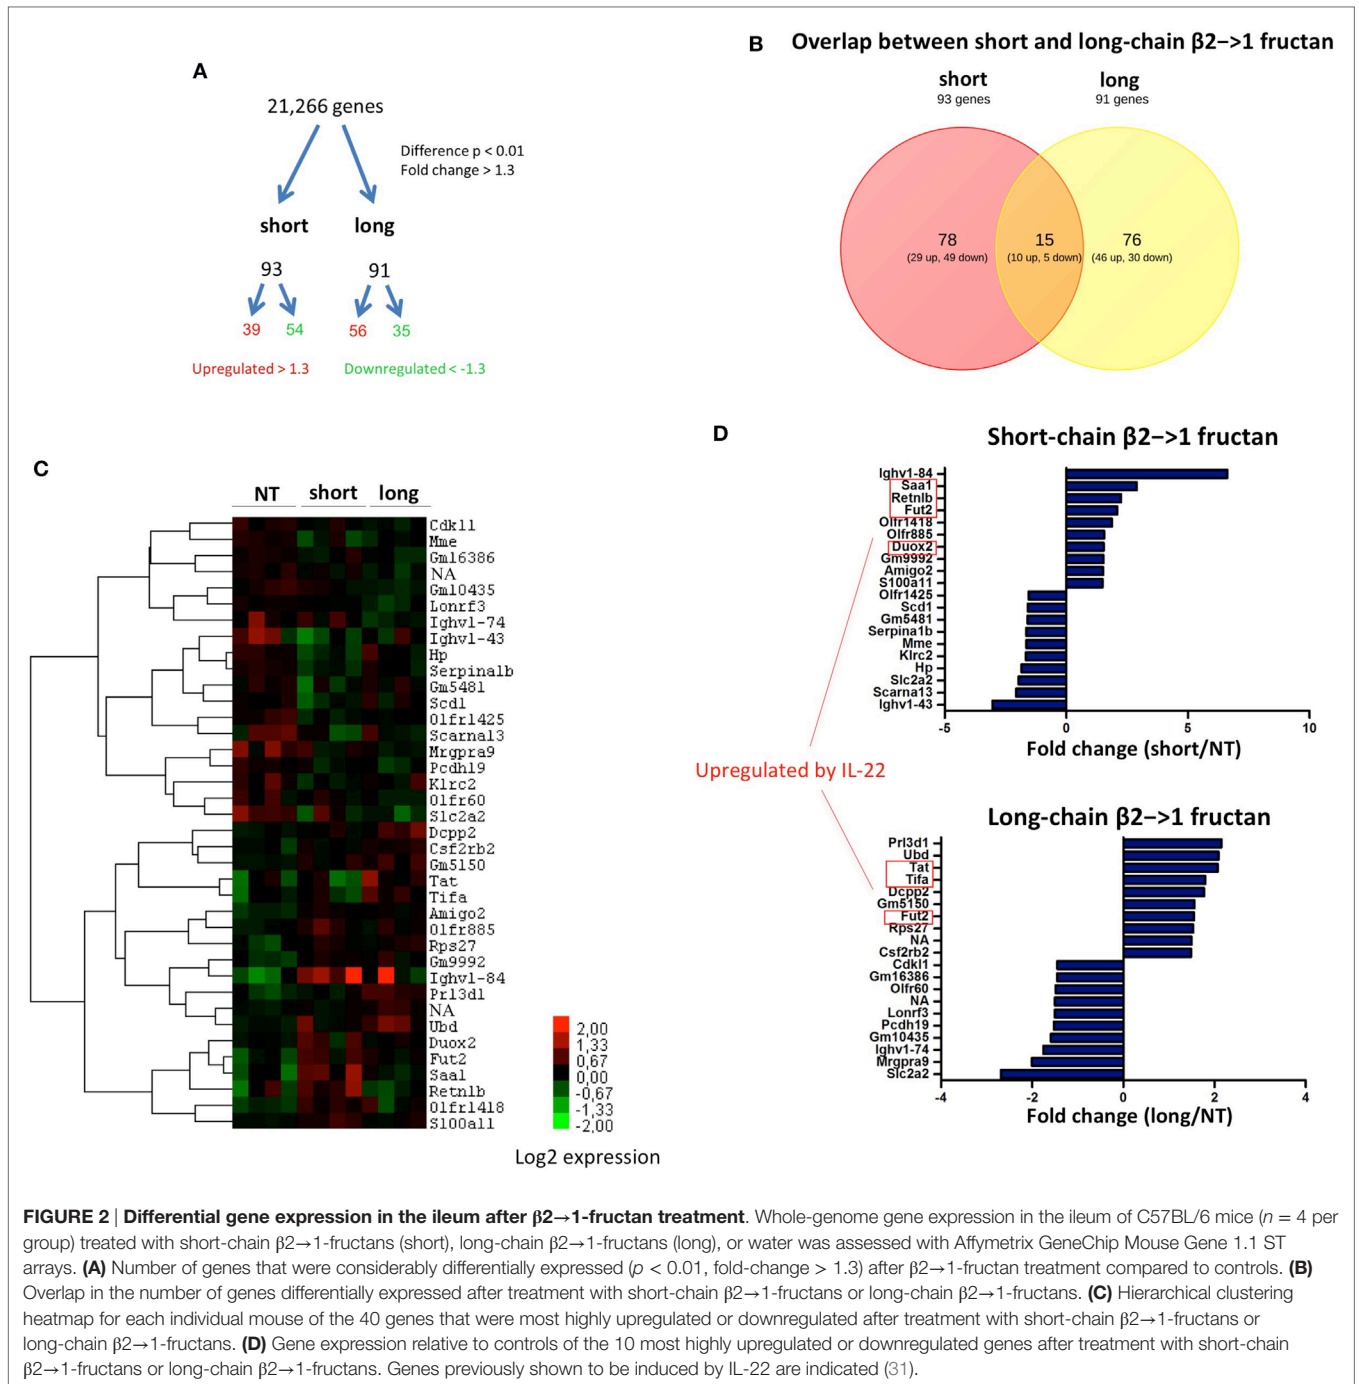 A
21,266 genes
Difference p < 0.01
Fold change > 1.3
short
long
93
91
39
54
56
35
Upregulated > 1.3
Downregulated < -1.3
B
Overlap between short and long-chain β2->1 fructan
short
93 genes
long
91 genes
78
(29 up, 49 down)
15
(10 up, 5 down)
76
(46 up, 30 down)
C
NT
short
long
Cdkl1
Mme
Gm16386
NA
Gm10435
Lonrf3
Ighv1-74
Ighv1-43
Hp
Serpina1b
Gm5481
Scd1
Olfr1425
Scarna13
Mrgpra9
Pcdh19
Klrc2
Olfr60
Slc2a2
Dcpp2
Csf2rb2
Gm5150
Tat
Tifa
Amigo2
Olfr885
Rps27
Gm9992
Ighv1-84
Prl3d1
NA
Ubd
Duox2
Fut2
Saa1
Retnlb
Olfr1418
S100a11
2,00
1,33
0,67
0,00
-0,67
-1,33
-2,00
Log2 expression
D
Short-chain β2->1 fructan
Ighv1-84
Saa1
Retnlb
Fut2
Olfr1418
Olfr885
Duox2
Gm9992
Amigo2
S100a11
Olfr1425
Scd1
Gm5481
Serpina1b
Mme
Klrc2
Hp
Slc2a2
Scarna13
Ighv1-43
-5
0
5
10
Fold change (short/NT)
Upregulated by IL-22
Long-chain β2->1 fructan
Prl3d1
Ubd
Tat
Tifa
Dcpp2
Gm5150
Fut2
Rps27
NA
Csf2rb2
Cdkl1
Gm16386
Olfr60
NA
Lonrf3
Pcdh19
Gm10435
Ighv1-74
Mrgpra9
Slc2a2
-4
-2
0
2
4
Fold change (long/NT)
FIGURE 2 | Differential gene expression in the ileum after β2→1-fructan treatment. Whole-genome gene expression in the ileum of C57BL/6 mice (n = 4 per
group) treated with short-chain β2→1-fructans (short), long-chain β2→1-fructans (long), or water was assessed with Affymetrix GeneChip Mouse Gene 1.1 ST
arrays. (A) Number of genes that were considerably differentially expressed (p < 0.01, fold-change > 1.3) after β2→1-fructan treatment compared to controls. (B)
Overlap in the number of genes differentially expressed after treatment with short-chain β2→1-fructans or long-chain β2→1-fructans. (C) Hierarchical clustering
heatmap for each individual mouse of the 40 genes that were most highly upregulated or downregulated after treatment with short-chain β2→1-fructans or
long-chain β2→1-fructans. (D) Gene expression relative to controls of the 10 most highly upregulated or downregulated genes after treatment with short-chain
β2→1-fructans or long-chain β2→1-fructans. Genes previously shown to be induced by IL-22 are indicated (31).